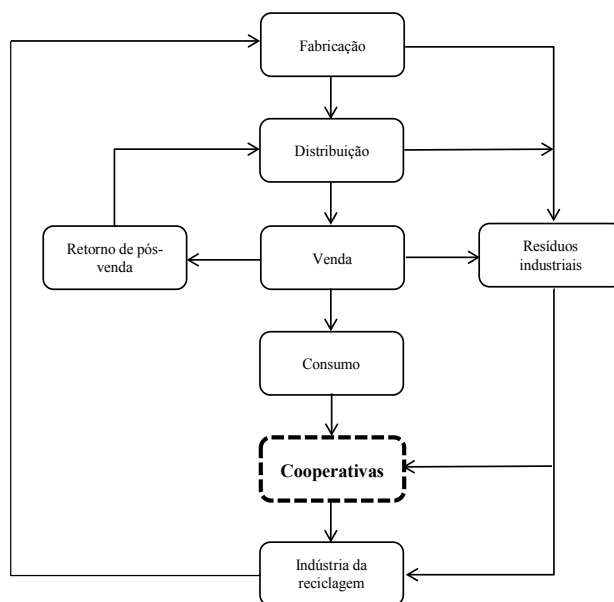 Fabricação
Distribuição
Retorno de pós-
venda
Venda
Resíduos
industriais
Consumo
Cooperativas
Indústria da
reciclagem